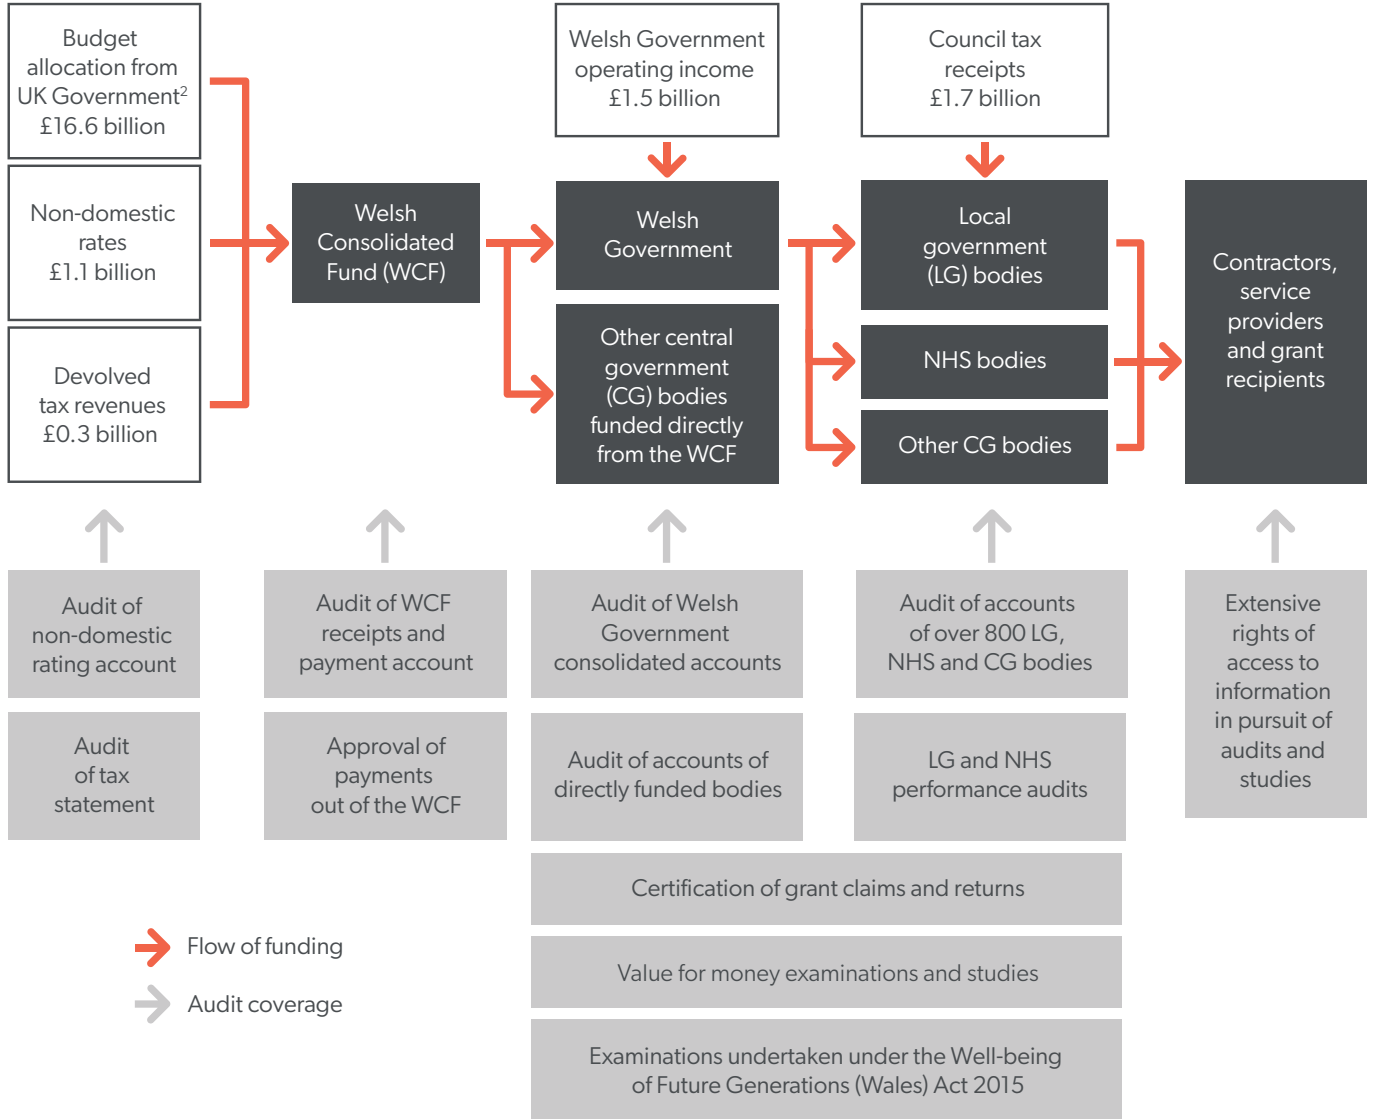 Budget
allocation from
UK Government²
£16.6 billion
Non-domestic
rates
£1.1 billion
Devolved
tax revenues
£0.3 billion
Welsh
Consolidated
Fund (WCF)
Welsh Government
operating income
£1.5 billion
Welsh
Government
Other central
government
(CG) bodies
funded directly
from the WCF
Council tax
receipts
£1.7 billion
Local
government
(LG) bodies
NHS bodies
Other CG bodies
Contractors,
service
providers
and grant
recipients
Audit of
non-domestic
rating account
Audit
of tax
statement
Audit of WCF
receipts and
payment account
Approval of
payments
out of the WCF
Audit of Welsh
Government
consolidated accounts
Audit of accounts of
directly funded bodies
Audit of accounts
of over 800 LG,
NHS and CG bodies
LG and NHS
performance audits
Extensive
rights of
access to
information
in pursuit of
audits and
studies
Certification of grant claims and returns
Value for money examinations and studies
Examinations undertaken under the Well-being
of Future Generations (Wales) Act 2015
Flow of funding
Audit coverage